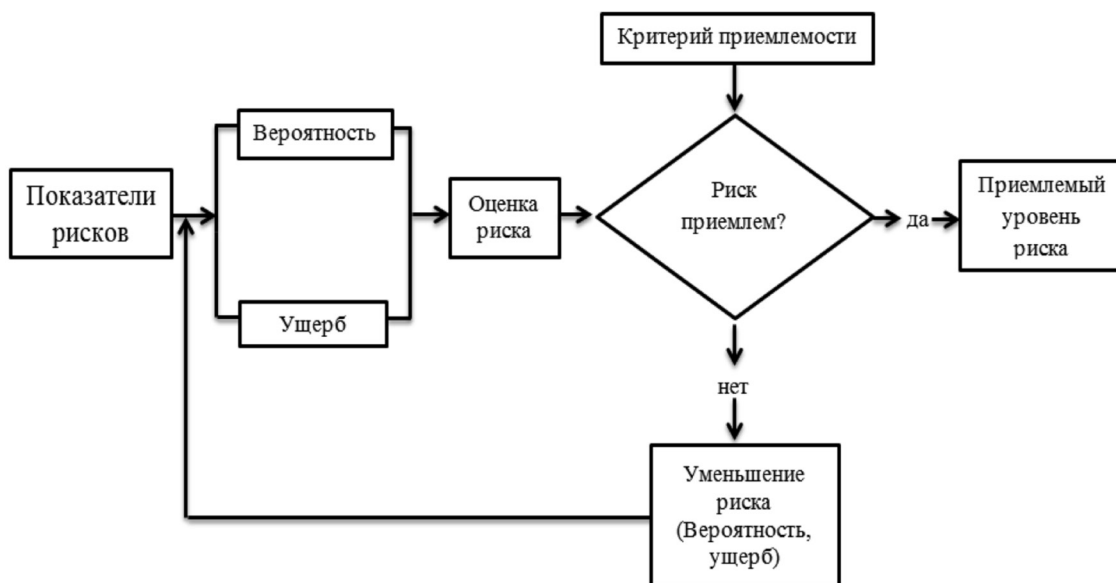 Критерий приемлемости
Вероятность
Показатели
рисков
Оценка
риска
Риск
приемлем?
да
Приемлемый
уровень
риска
Ущерб
нет
Уменьшение
риска
(Вероятность,
ущерб)